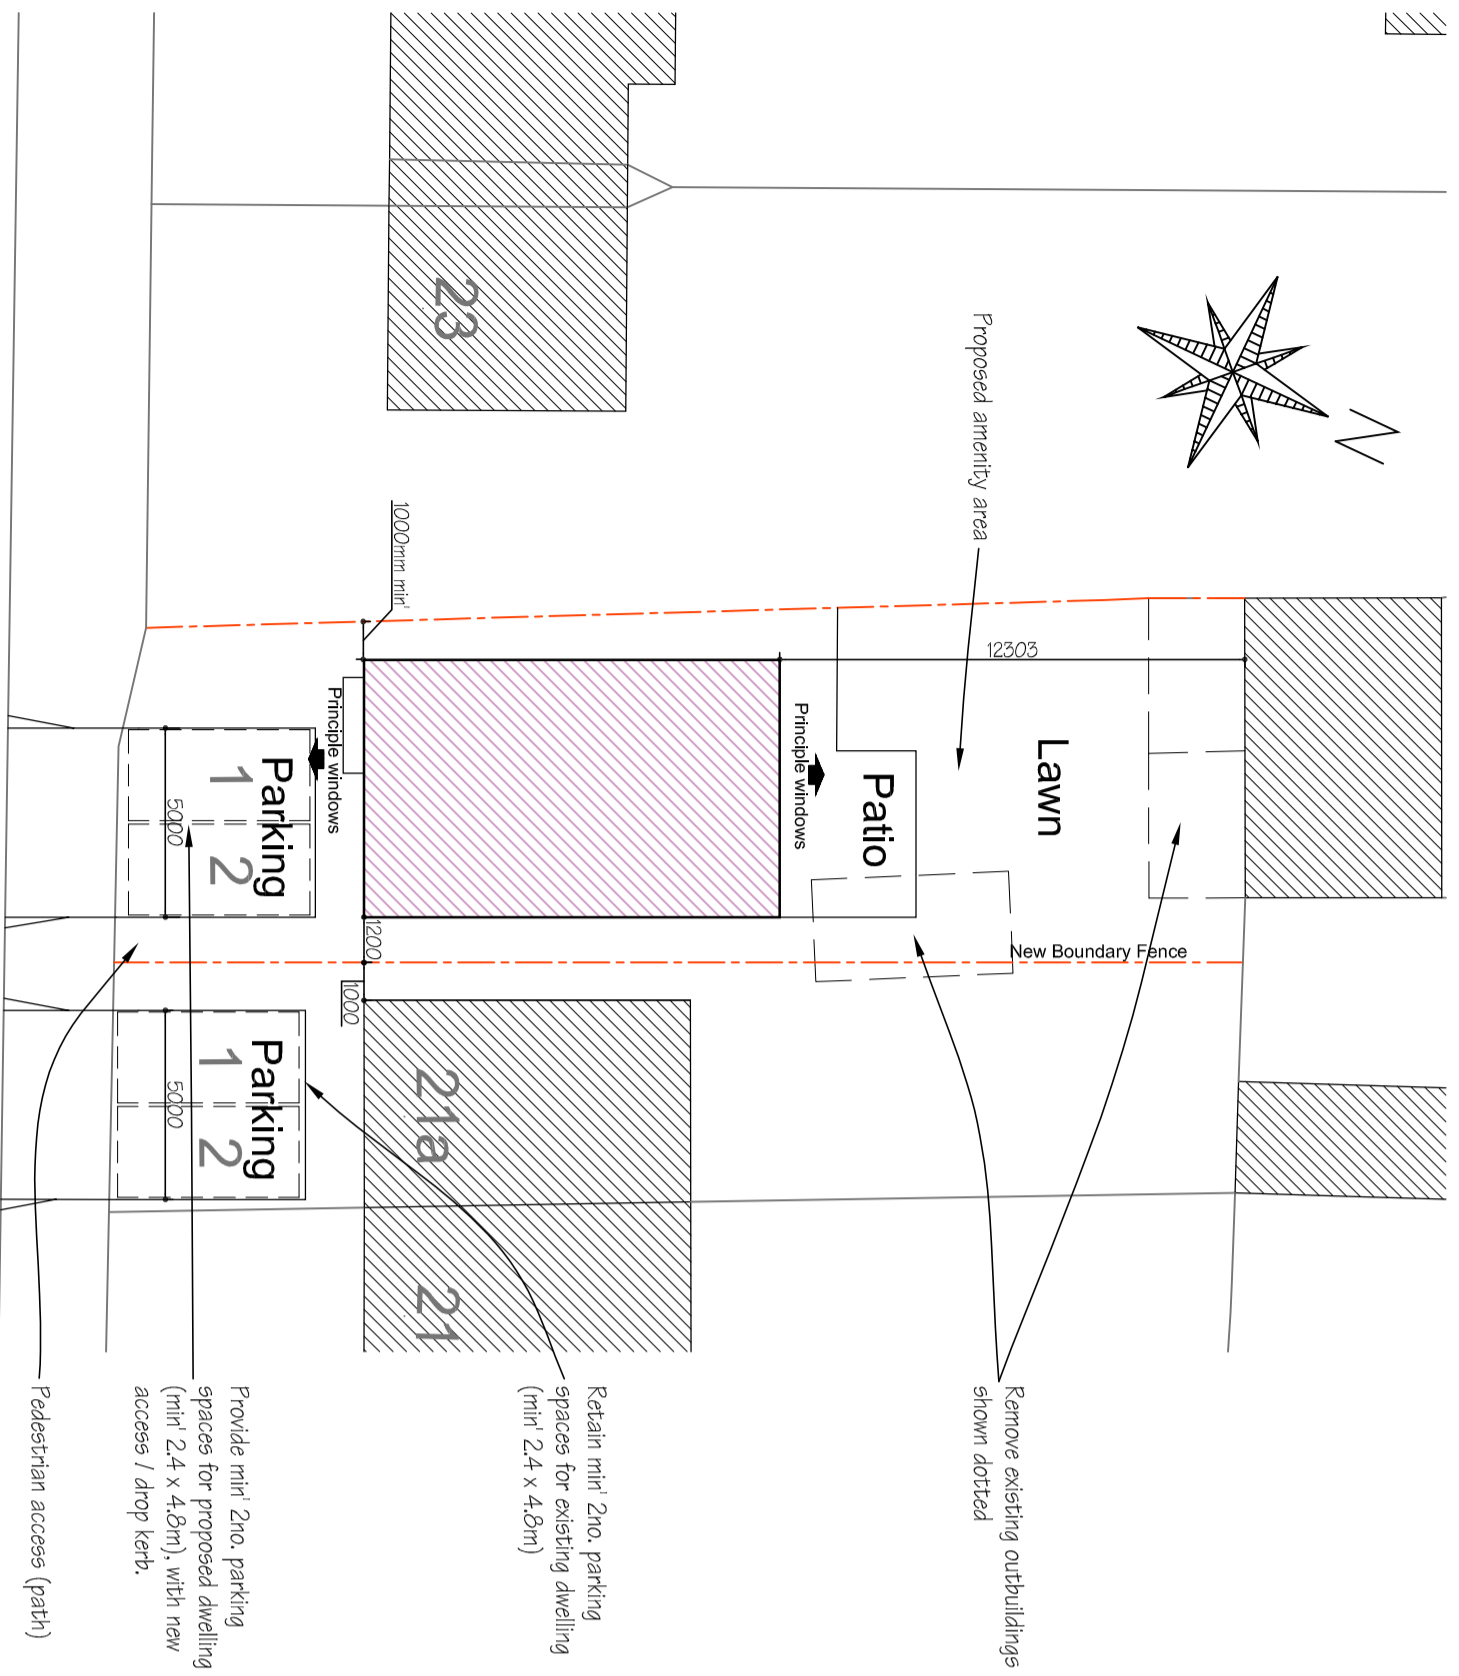 N
23
Proposed amenity area
1000mm min'
12303
Lawn
Patio
Principle windows
Principle windows
Parking
1
2
5000
1200
New Boundary Fence
1000
Parking
1
2
5000
21a
21
Remove existing outbuildings
shown dotted
Retain min' 2no. parking
spaces for existing dwelling
(min' 2.4 x 4.8m)
Provide min' 2no. parking
spaces for proposed dwelling
(min' 2.4 x 4.8m), with new
access / drop kerb.
Pedestrian access (path)